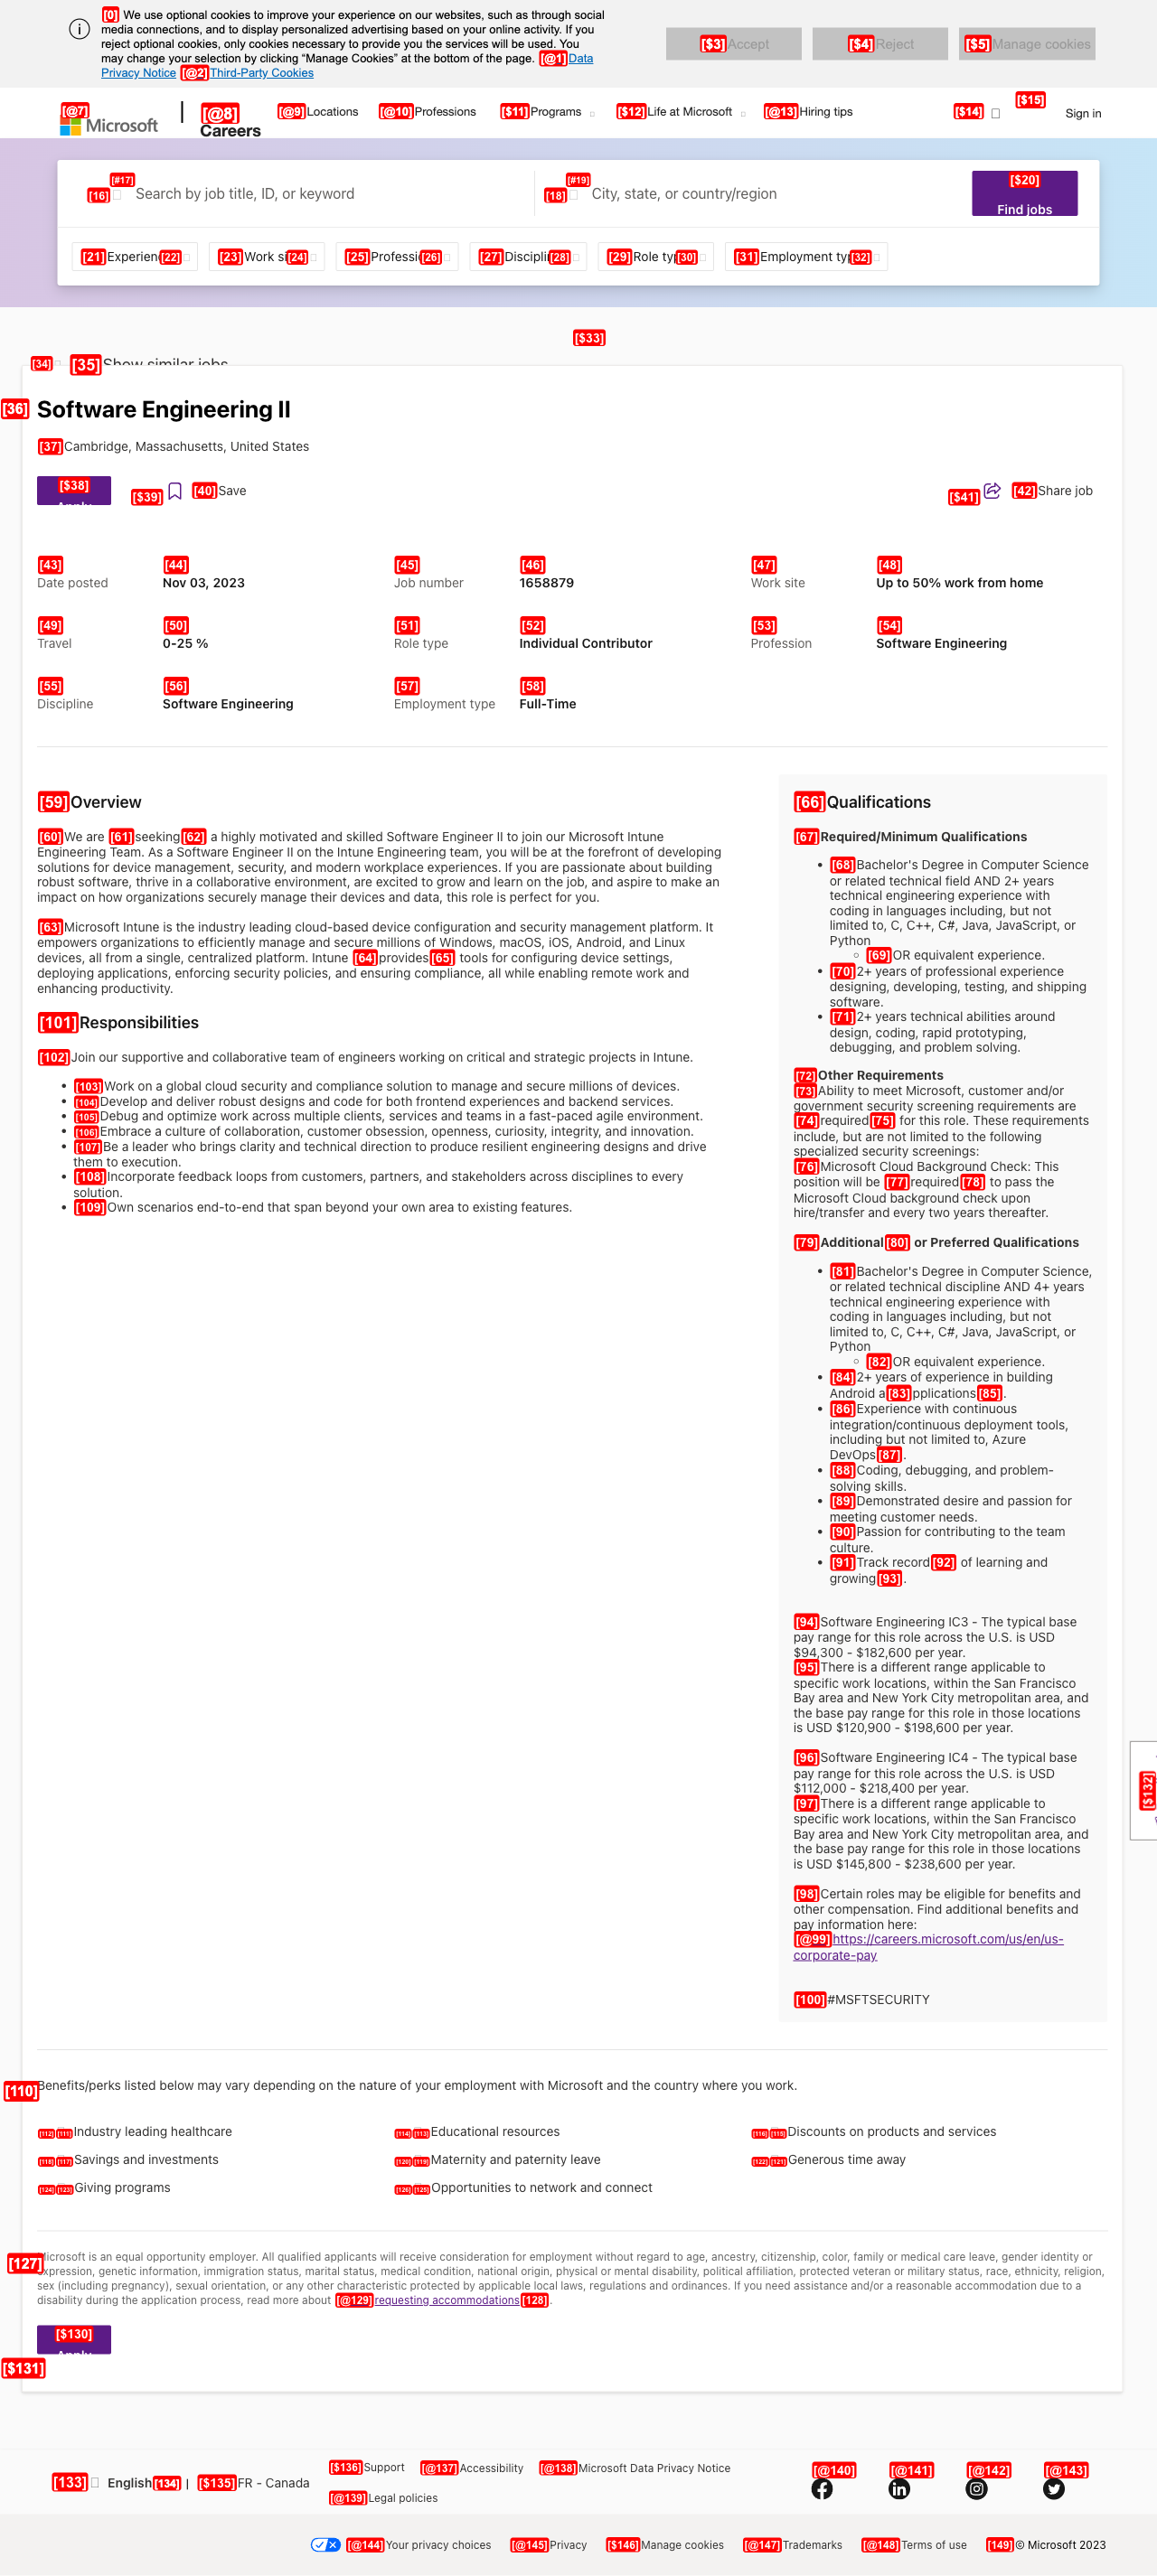 [0] We use optional cookies to improve your experience on our websites, such as through social
media connections, and to display personalized advertising based on your online activity. If you
reject optional cookies, only cookies necessary to provide you the services will be used. You
may change your selection by clicking “Manage Cookies” at the bottom of the page. [@1]Data
Privacy Notice [@2]Third-Party Cookies
[$3]Accept [$4]Reject [$5]Manage cookies
[@7] Microsoft | [@8] Careers [@9]Locations [@10]Professions [$11]Programs [$12]Life at Microsoft [@13]Hiring tips [$14] [$15] Sign in
[16] [#17] Search by job title, ID, or keyword [18] [#19] City, state, or country/region [$20] Find jobs
[21]Experien[22] [23]Work si[24] [25]Professi[26] [27]Discipli[28] [29]Role typ[30] [31]Employment typ[32]
[$33]
[34] [35]Show similar jobs
[36] Software Engineering II
[37]Cambridge, Massachusetts, United States
[$38] Apply [$39] [40]Save [$41] [42]Share job
[43] [44] [45] [46] [47] [48]
Date posted Nov 03, 2023 Job number 1658879 Work site Up to 50% work from home
[49] [50] [51] [52] [53] [54]
Travel 0-25 % Role type Individual Contributor Profession Software Engineering
[55] [56] [57] [58]
Discipline Software Engineering Employment type Full-Time
[59]Overview
[60]We are [61]seeking[62] a highly motivated and skilled Software Engineer II to join our Microsoft Intune
Engineering Team. As a Software Engineer II on the Intune Engineering team, you will be at the forefront of developing
solutions for device management, security, and modern workplace experiences. If you are passionate about building
robust software, thrive in a collaborative environment, are excited to grow and learn on the job, and aspire to make an
impact on how organizations securely manage their devices and data, this role is perfect for you.
[63]Microsoft Intune is the industry leading cloud-based device configuration and security management platform. It
empowers organizations to efficiently manage and secure millions of Windows, macOS, iOS, Android, and Linux
devices, all from a single, centralized platform. Intune [64]provides[65] tools for configuring device settings,
deploying applications, enforcing security policies, and ensuring compliance, all while enabling remote work and
enhancing productivity.
[101]Responsibilities
[102]Join our supportive and collaborative team of engineers working on critical and strategic projects in Intune.
• [103]Work on a global cloud security and compliance solution to manage and secure millions of devices.
• [104]Develop and deliver robust designs and code for both frontend experiences and backend services.
• [105]Debug and optimize work across multiple clients, services and teams in a fast-paced agile environment.
• [106]Embrace a culture of collaboration, customer obsession, openness, curiosity, integrity, and innovation.
• [107]Be a leader who brings clarity and technical direction to produce resilient engineering designs and drive
them to execution.
• [108]Incorporate feedback loops from customers, partners, and stakeholders across disciplines to every
solution.
• [109]Own scenarios end-to-end that span beyond your own area to existing features.
[66]Qualifications
[67]Required/Minimum Qualifications
• [68]Bachelor's Degree in Computer Science
or related technical field AND 2+ years
technical engineering experience with
coding in languages including, but not
limited to, C, C++, C#, Java, JavaScript, or
Python
◦ [69]OR equivalent experience.
• [70]2+ years of professional experience
designing, developing, testing, and shipping
software.
• [71]2+ years technical abilities around
design, coding, rapid prototyping,
debugging, and problem solving.
[72]Other Requirements
[73]Ability to meet Microsoft, customer and/or
government security screening requirements are
[74]required[75] for this role. These requirements
include, but are not limited to the following
specialized security screenings:
[76]Microsoft Cloud Background Check: This
position will be [77]required[78] to pass the
Microsoft Cloud background check upon
hire/transfer and every two years thereafter.
[79]Additional[80] or Preferred Qualifications
• [81]Bachelor's Degree in Computer Science,
or related technical discipline AND 4+ years
technical engineering experience with
coding in languages including, but not
limited to, C, C++, C#, Java, JavaScript, or
Python
◦ [82]OR equivalent experience.
• [84]2+ years of experience in building
Android a[83]pplications[85].
• [86]Experience with continuous
integration/continuous deployment tools,
including but not limited to, Azure
DevOps[87].
• [88]Coding, debugging, and problem-
solving skills.
• [89]Demonstrated desire and passion for
meeting customer needs.
• [90]Passion for contributing to the team
culture.
• [91]Track record[92] of learning and
growing[93].
[94]Software Engineering IC3 - The typical base
pay range for this role across the U.S. is USD
$94,300 - $182,600 per year.
[95]There is a different range applicable to
specific work locations, within the San Francisco
Bay area and New York City metropolitan area, and
the base pay range for this role in those locations
is USD $120,900 - $198,600 per year.
[96]Software Engineering IC4 - The typical base
pay range for this role across the U.S. is USD
$112,000 - $218,400 per year.
[97]There is a different range applicable to
specific work locations, within the San Francisco
Bay area and New York City metropolitan area, and
the base pay range for this role in those locations
is USD $145,800 - $238,600 per year.
[98]Certain roles may be eligible for benefits and
other compensation. Find additional benefits and
pay information here:
[@99]https://careers.microsoft.com/us/en/us-
corporate-pay
[100]#MSFTSECURITY
[$132]
[110]Benefits/perks listed below may vary depending on the nature of your employment with Microsoft and the country where you work.
[112][111]Industry leading healthcare [114][113]Educational resources [116][115]Discounts on products and services
[118][117]Savings and investments [120][119]Maternity and paternity leave [122][121]Generous time away
[124][123]Giving programs [126][125]Opportunities to network and connect
[127]Microsoft is an equal opportunity employer. All qualified applicants will receive consideration for employment without regard to age, ancestry, citizenship, color, family or medical care leave, gender identity or
expression, genetic information, immigration status, marital status, medical condition, national origin, physical or mental disability, political affiliation, protected veteran or military status, race, ethnicity, religion,
sex (including pregnancy), sexual orientation, or any other characteristic protected by applicable local laws, regulations and ordinances. If you need assistance and/or a reasonable accommodation due to a
disability during the application process, read more about [@129]requesting accommodations[128].
[$130] Apply
[$131]
[133] English[134] | [$135]FR - Canada [$136]Support [@137]Accessibility [@138]Microsoft Data Privacy Notice
[@139]Legal policies
[@140] [@141] [@142] [@143]
[@144]Your privacy choices [@145]Privacy [$146]Manage cookies [@147]Trademarks [@148]Terms of use [149]© Microsoft 2023